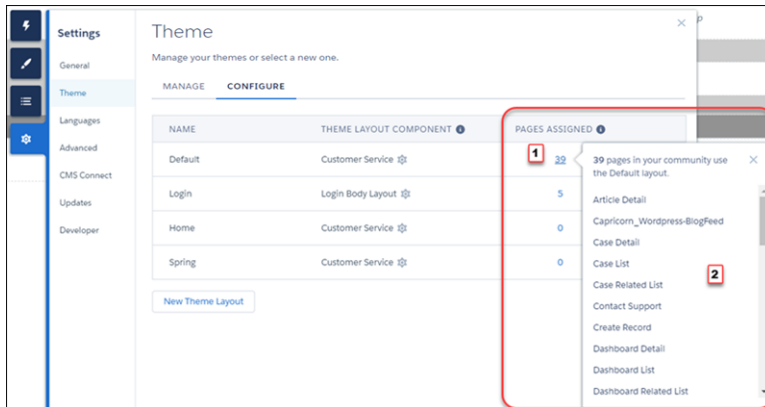 p
Settings
General
Theme
Languages
Advanced
CMS Connect
Updates
Developer
Theme
Manage your themes or select a new one.
MANAGE CONFIGURE
NAME THEME LAYOUT COMPONENT PAGES ASSIGNED
Default Customer Service 1 39
Login Login Body Layout 5
Home Customer Service 0
Spring Customer Service 0
New Theme Layout
39 pages in your community use
the Default layout.
Article Detail
Capricorn_Wordpress-BlogFeed
Case Detail
Case List
2
Case Related List
Contact Support
Create Record
Dashboard Detail
Dashboard List
Dashboard Related List